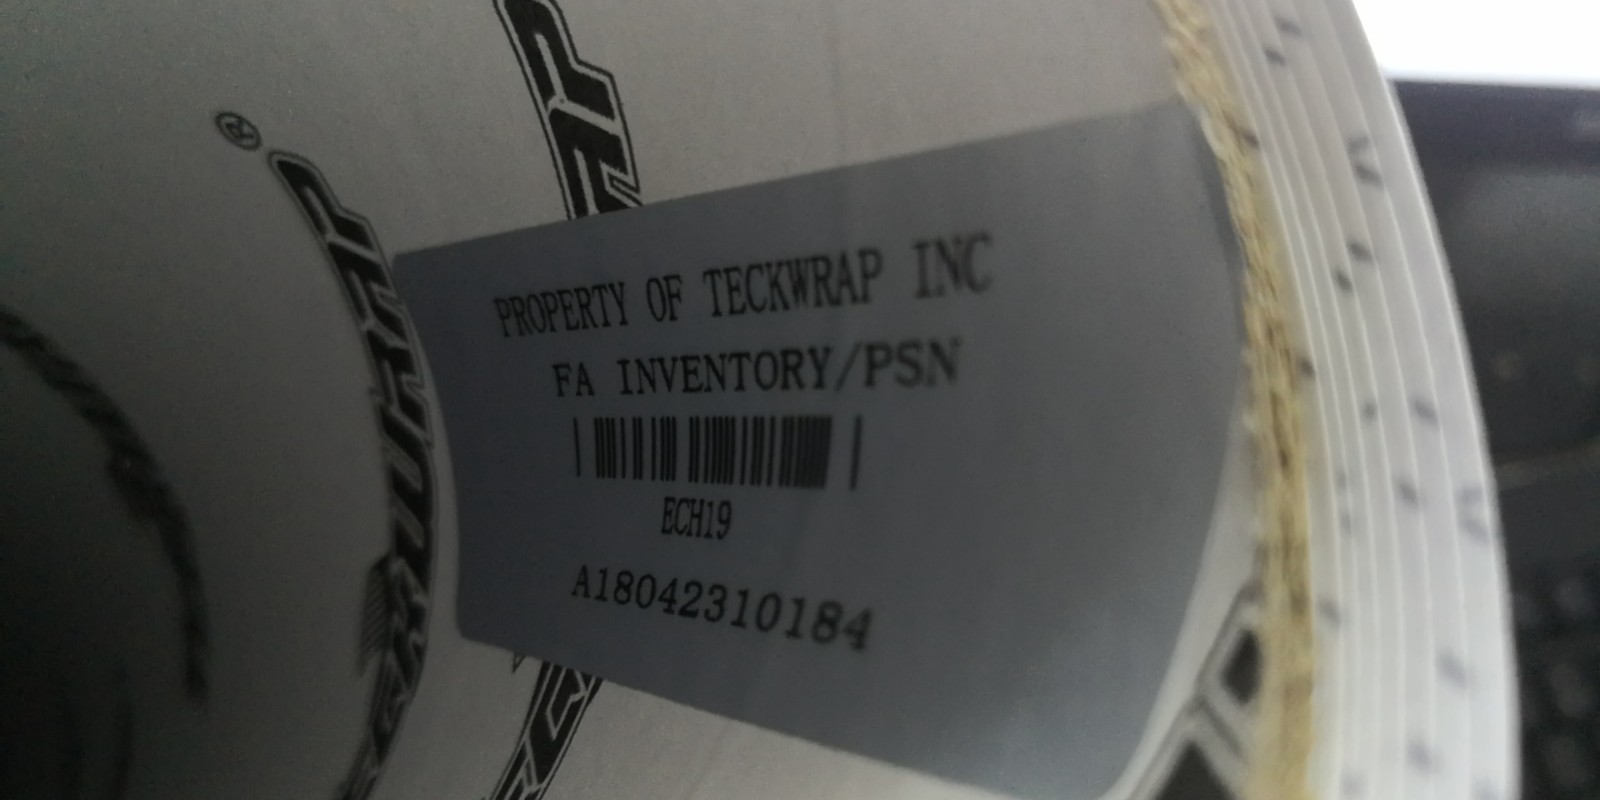 PROPERTY OF TECKWRAP INC
FA INVENTORY/PSN
ECH19
A18042310184
®